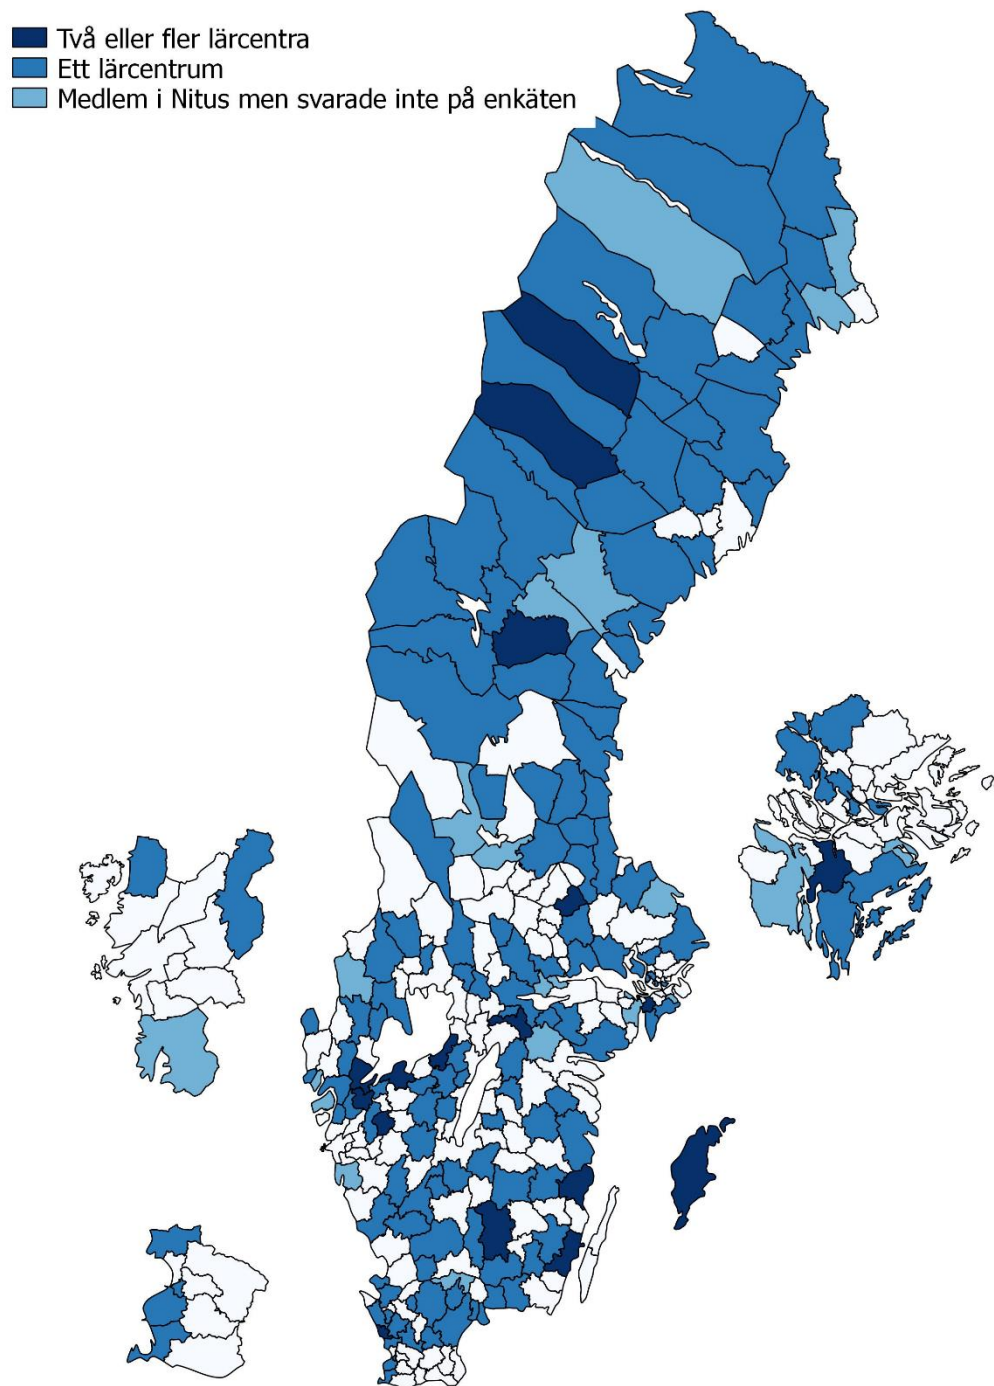 Två eller fler lärcentra
Ett lärcentrum
Medlem i Nitus men svarade inte på enkäten